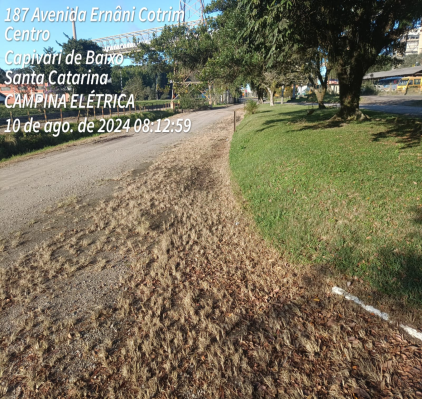 187 Avenida Ernâni Cotrim
Centro
Capivari de Baixo
Santa Catarina
CAMPINA ELÉTRICA
10 de ago. de 2024 08:12:59